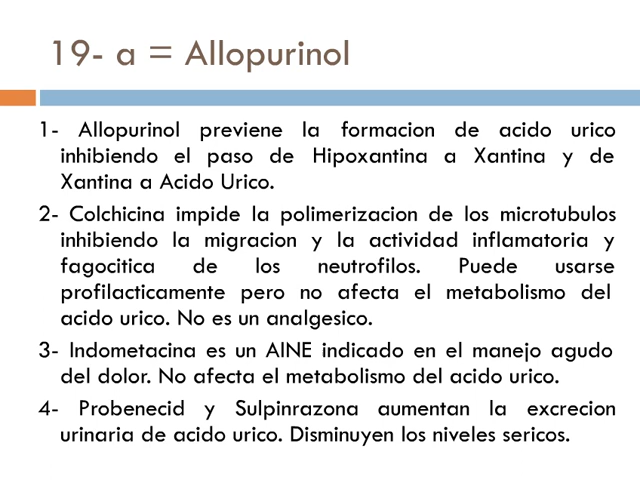 19- a = Allopurinol
1- Allopurinol previene la formacion de acido urico
inhibiendo el paso de Hipoxantina a Xantina y de
Xantina a Acido Urico.
2- Colchicina impide la polimerizacion de los microtubulos
inhibiendo la migracion y la actividad inflamatoria y
fagocitica de los neutrofilos. Puede usarse
profilacticamente pero no afecta el metabolismo del
acido urico. No es un analgesico.
3- Indometacina es un AINE indicado en el manejo agudo
del dolor. No afecta el metabolismo del acido urico.
4- Probenecid y Sulpinrazona aumentan la excrecion
urinaria de acido urico. Disminuyen los niveles sericos.